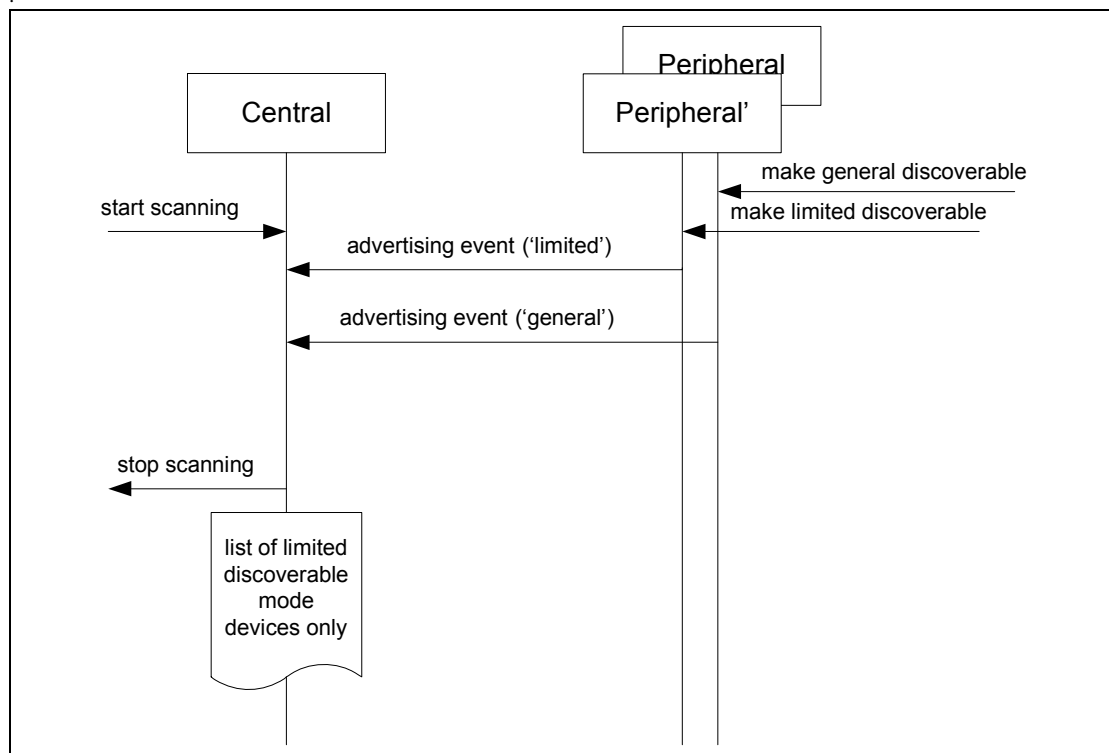 Peripheral
Central
Peripheral’
make general discoverable
start scanning
make limited discoverable
advertising event (‘limited’)
advertising event (‘general’)
stop scanning
list of limited
discoverable
mode
devices only